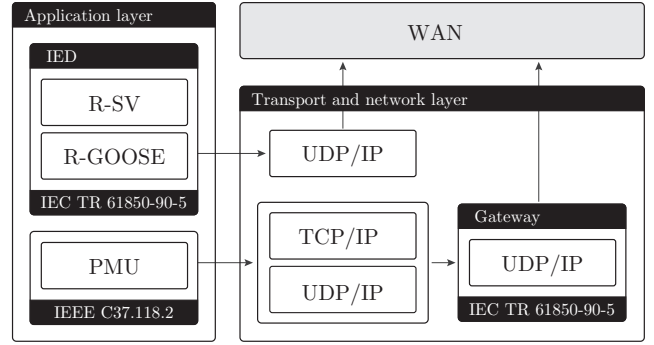 Application layer
IED
R-SV
R-GOOSE
IEC TR 61850-90-5
PMU
IEEE C37.118.2
WAN
Transport and network layer
UDP/IP
TCP/IP
UDP/IP
Gateway
UDP/IP
IEC TR 61850-90-5